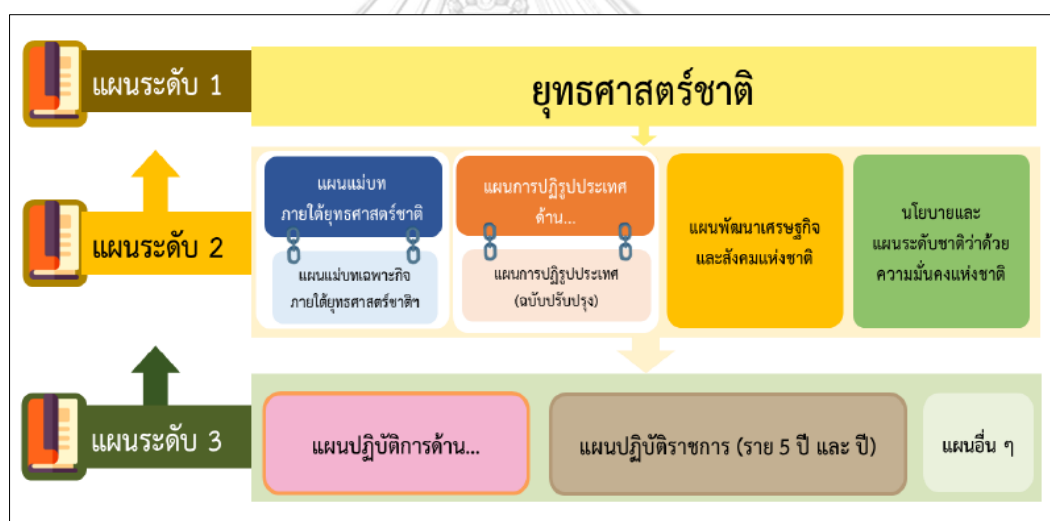 แผนระดับ 1
ยุทธศาสตร์ชาติ
แผนระดับ 2
แผนแม่บท
ภายใต้ยุทธศาสตร์ชาติ
แผนแม่บทเฉพาะกิจ
ภายใต้ยุทธศาสตร์ชาติฯ
แผนการปฏิรูปประเทศ
ด้าน...
แผนการปฏิรูปประเทศ
(ฉบับปรับปรุง)
แผนพัฒนาเศรษฐกิจ
และสังคมแห่งชาติ
นโยบายและ
แผนระดับชาติว่าด้วย
ความมั่นคงแห่งชาติ
แผนระดับ 3
แผนปฏิบัติการด้าน...
แผนปฏิบัติราชการ (ราย 5 ปี และ ปี)
แผนอื่น ๆ